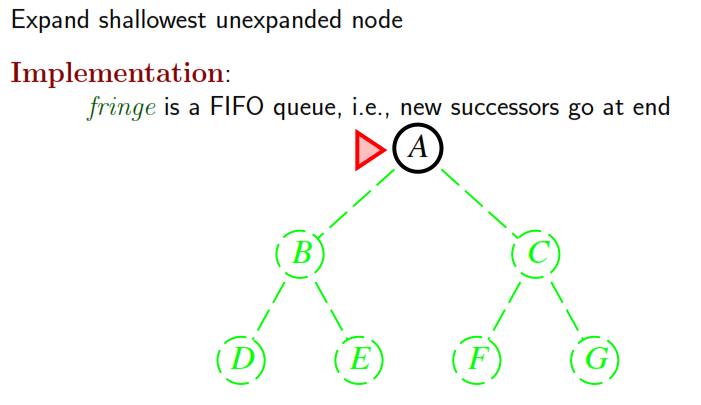 Expand shallowest unexpanded node
Implementation:
fringe is a FIFO queue, i.e., new successors go at end
A
B C
D E F G